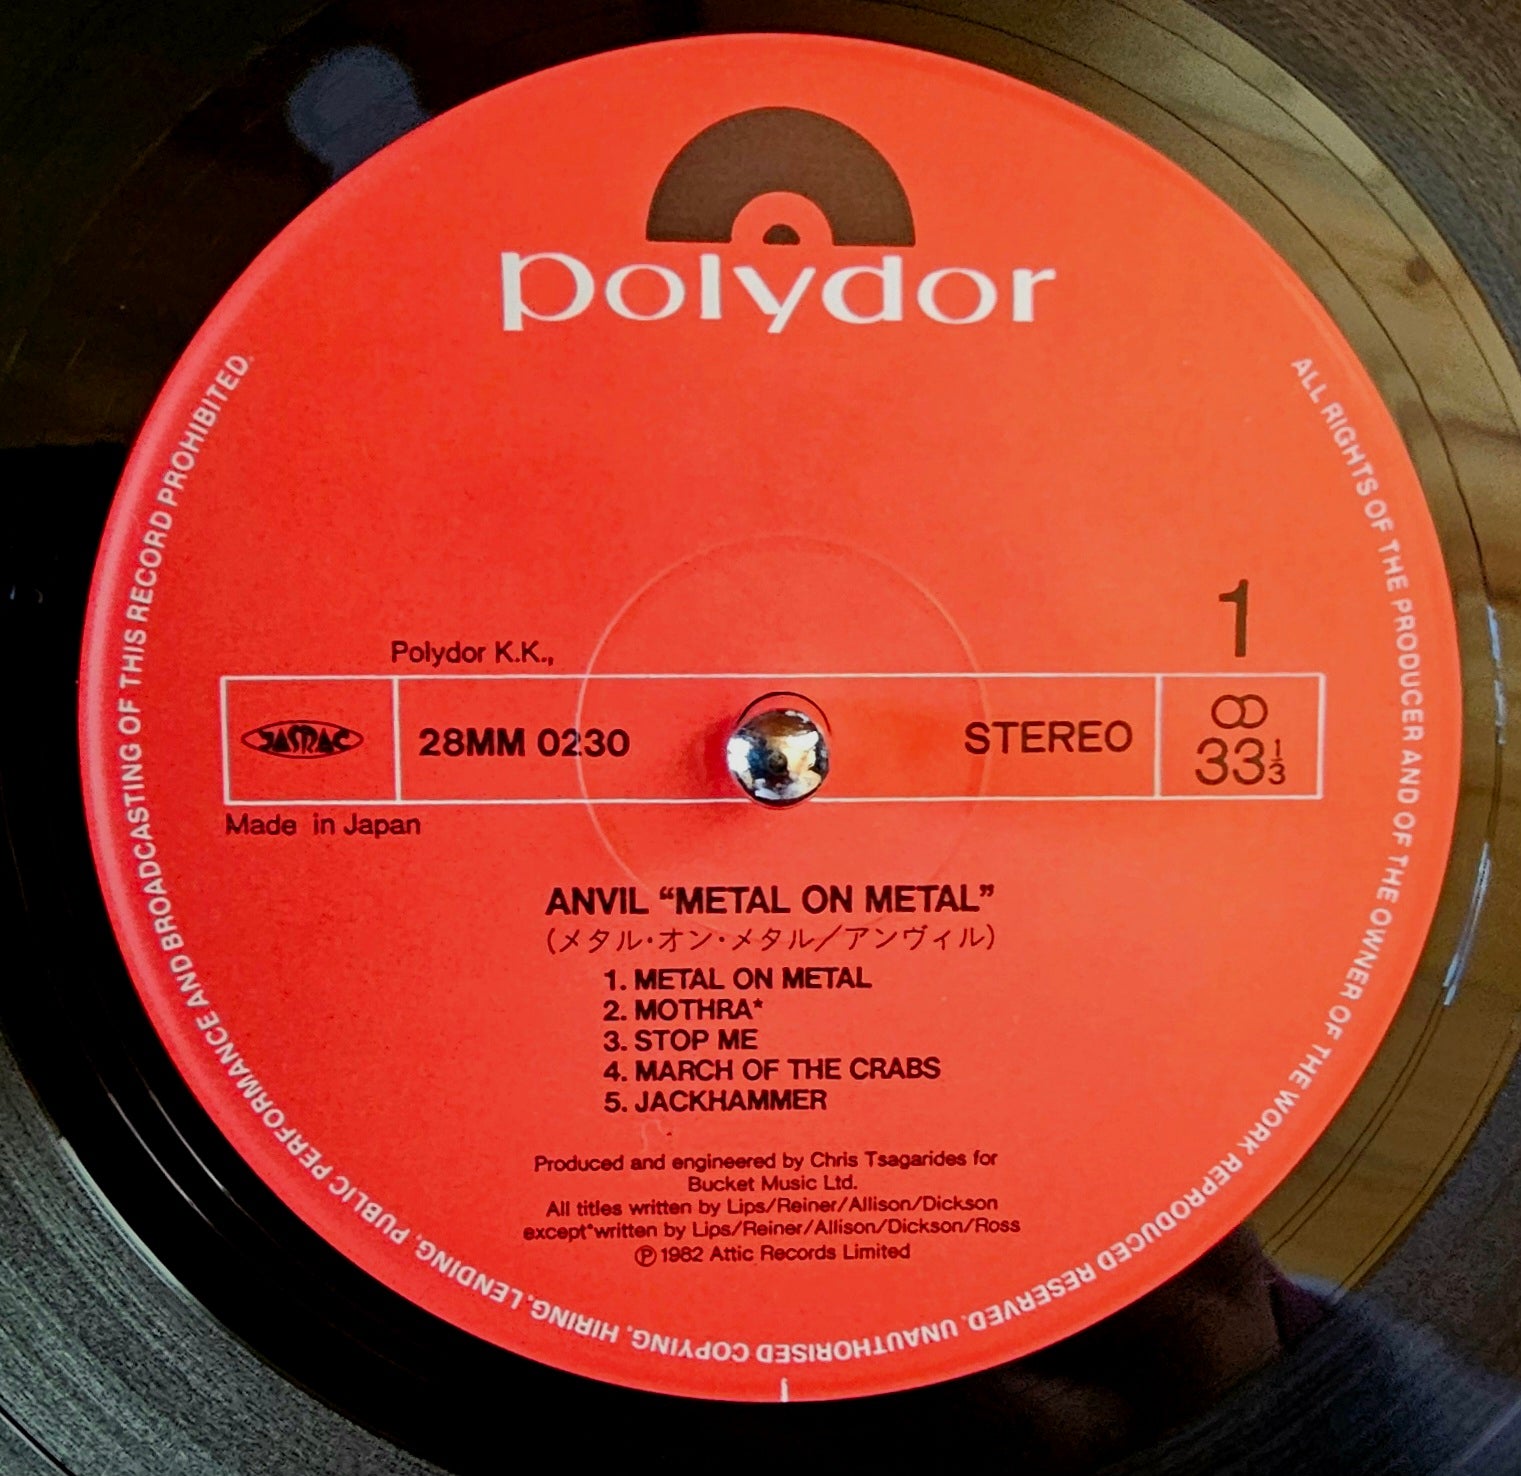 polydor
ALL RIGHTS OF THE PRODUCER AND OF THE OWNER OF THE WORK REPRODUCED RESERVED. UNAUTHORISED COPYING, HIRING, LENDING, PUBLIC PERFORMANCE AND BROADCASTING OF THIS RECORD PROHIBITED.
1
Polydor K.K.,
JASRAC
28MM 0230
STEREO
33⅓
Made in Japan
ANVIL “METAL ON METAL”
(メタル・オン・メタル／アンヴィル)
1. METAL ON METAL
2. MOTHRA*
3. STOP ME
4. MARCH OF THE CRABS
5. JACKHAMMER
Produced and engineered by Chris Tsagarides for
Bucket Music Ltd.
All titles written by Lips/Reiner/Allison/Dickson
except*written by Lips/Reiner/Allison/Dickson/Ross
Ⓟ 1982 Attic Records Limited